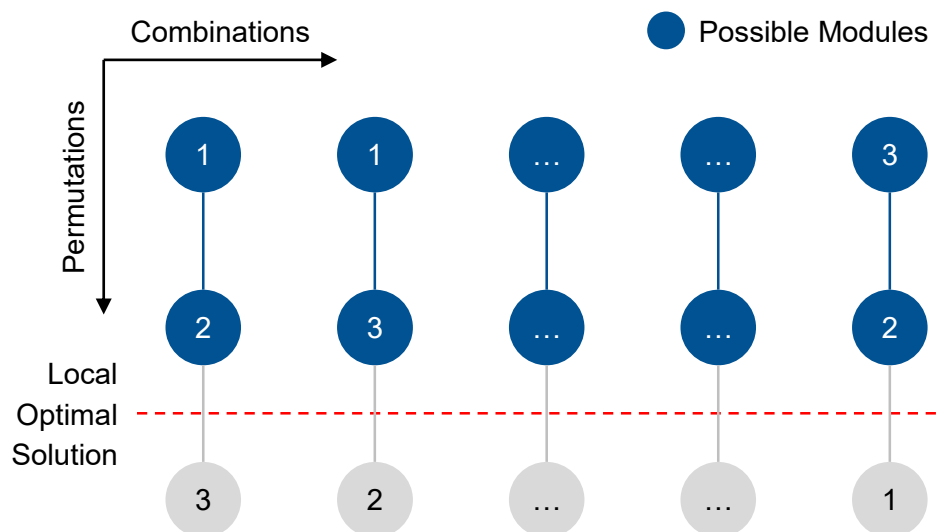 Combinations
Possible Modules
Permutations
1 1 … … 3
2 3 … … 2
Local
Optimal
Solution
3 2 … … 1